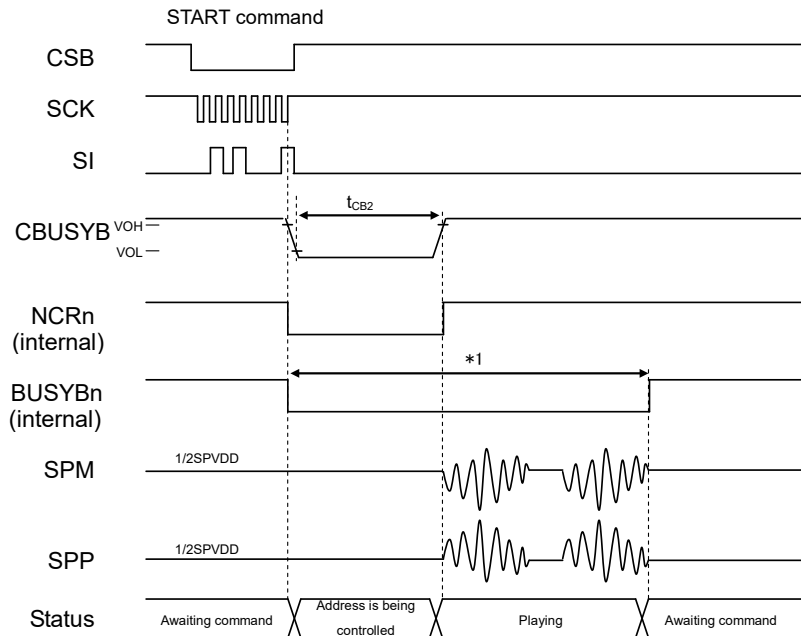 START command
CSB
SCK
SI
CBUSYB
VOH
VOL
tCB2
NCRn
(internal)
*1
BUSYBn
(internal)
SPM
1/2SPVDD
SPP
1/2SPVDD
Status
Awaiting command
Address is being
controlled
Playing
Awaiting command